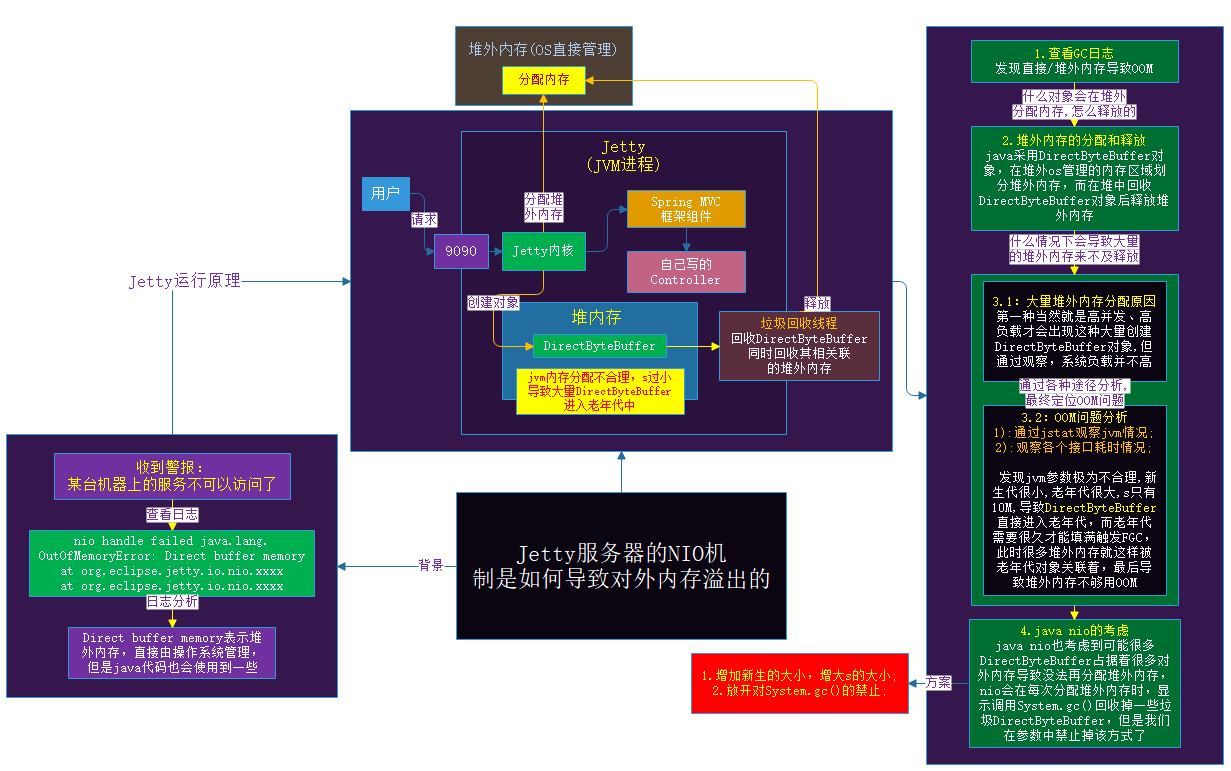 堆外内存(OS直接管理)
分配内存
Jetty
(JVM进程)
用户
请求
9090
分配堆
外内存
Jetty内核
Spring MVC
框架组件
自己写的
Controller
创建对象
堆内存
DirectByteBuffer
jvm内存分配不合理，s过小
导致大量DirectByteBuffer
进入老年代中
释放
垃圾回收线程
回收DirectByteBuffer
同时回收其相关联
的堆外内存
Jetty运行原理
收到警报：
某台机器上的服务不可以访问了
查看日志
nio handle failed java.lang.
OutOfMemoryError: Direct buffer memory
at org.eclipse.jetty.io.nio.xxxx
at org.eclipse.jetty.io.nio.xxxx
日志分析
Direct buffer memory表示堆
外内存，直接由操作系统管理，
但是java代码也会使用到一些
背景
Jetty服务器的NIO机
制是如何导致对外内存溢出的
1.查看GC日志
发现直接/堆外内存导致OOM
什么对象会在堆外
分配内存,怎么释放的
2.堆外内存的分配和释放
java采用DirectByteBuffer对
象，在堆外os管理的内存区域划
分堆外内存，而在堆中回收
DirectByteBuffer对象后释放堆
外内存
什么情况下会导致大量
的堆外内存来不及释放
3.1：大量堆外内存分配原因
第一种当然就是高并发、高
负载才会出现这种大量创建
DirectByteBuffer对象,但
通过观察，系统负载并不高
通过各种途径分析,
最终定位OOM问题
3.2：OOM问题分析
1):通过jstat观察jvm情况;
2):观察各个接口耗时情况;
发现jvm参数极为不合理,新
生代很小,老年代很大,s只有
10M,导致DirectByteBuffer
直接进入老年代，而老年代
需要很久才能填满触发FGC，
此时很多堆外内存就这样被
老年代对象关联着，最后导
致堆外内存不够用OOM
4.java nio的考虑
java nio也考虑到可能很多
DirectByteBuffer占据着很多对
外内存导致没法再分配堆外内存，
nio会在每次分配堆外内存时，显
示调用System.gc()回收掉一些垃
圾DirectByteBuffer，但是我们
在参数中禁止掉该方式了
方案
1.增加新生的大小，增大s的大小;
2.放开对System.gc()的禁止;